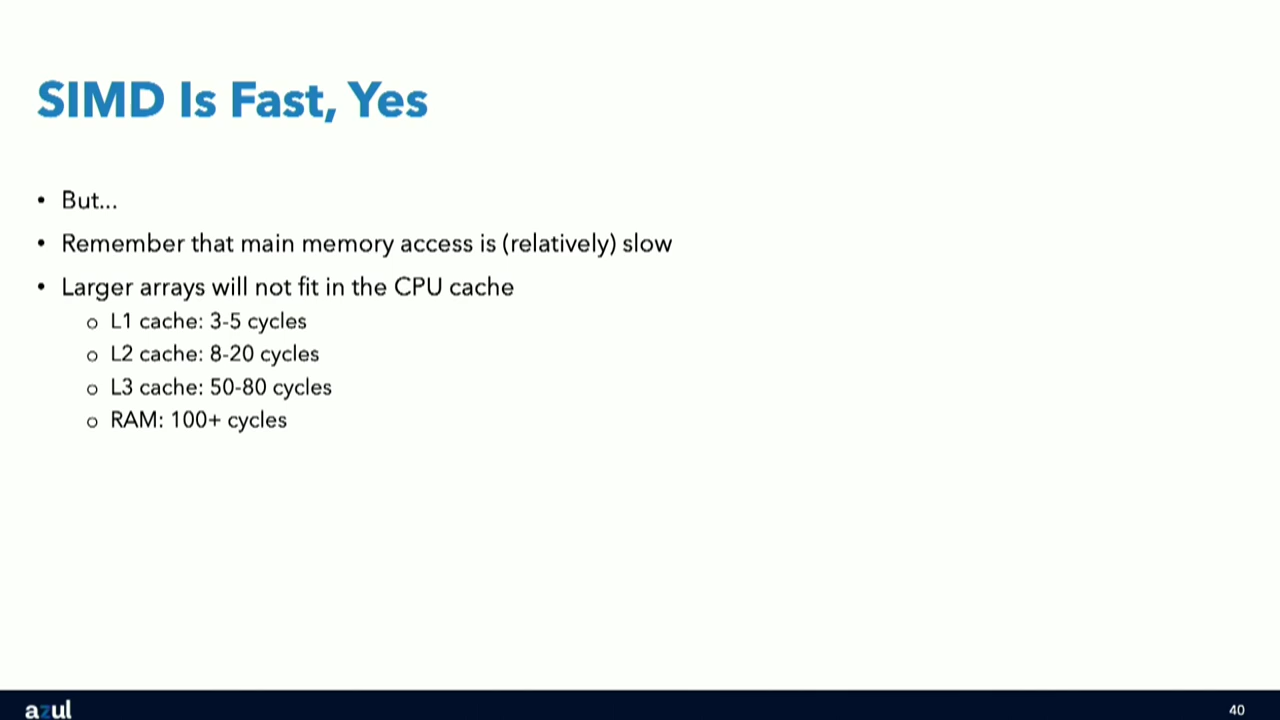 SIMD Is Fast, Yes
• But...
• Remember that main memory access is (relatively) slow
• Larger arrays will not fit in the CPU cache
o L1 cache: 3-5 cycles
o L2 cache: 8-20 cycles
o L3 cache: 50-80 cycles
o RAM: 100+ cycles
azul
40